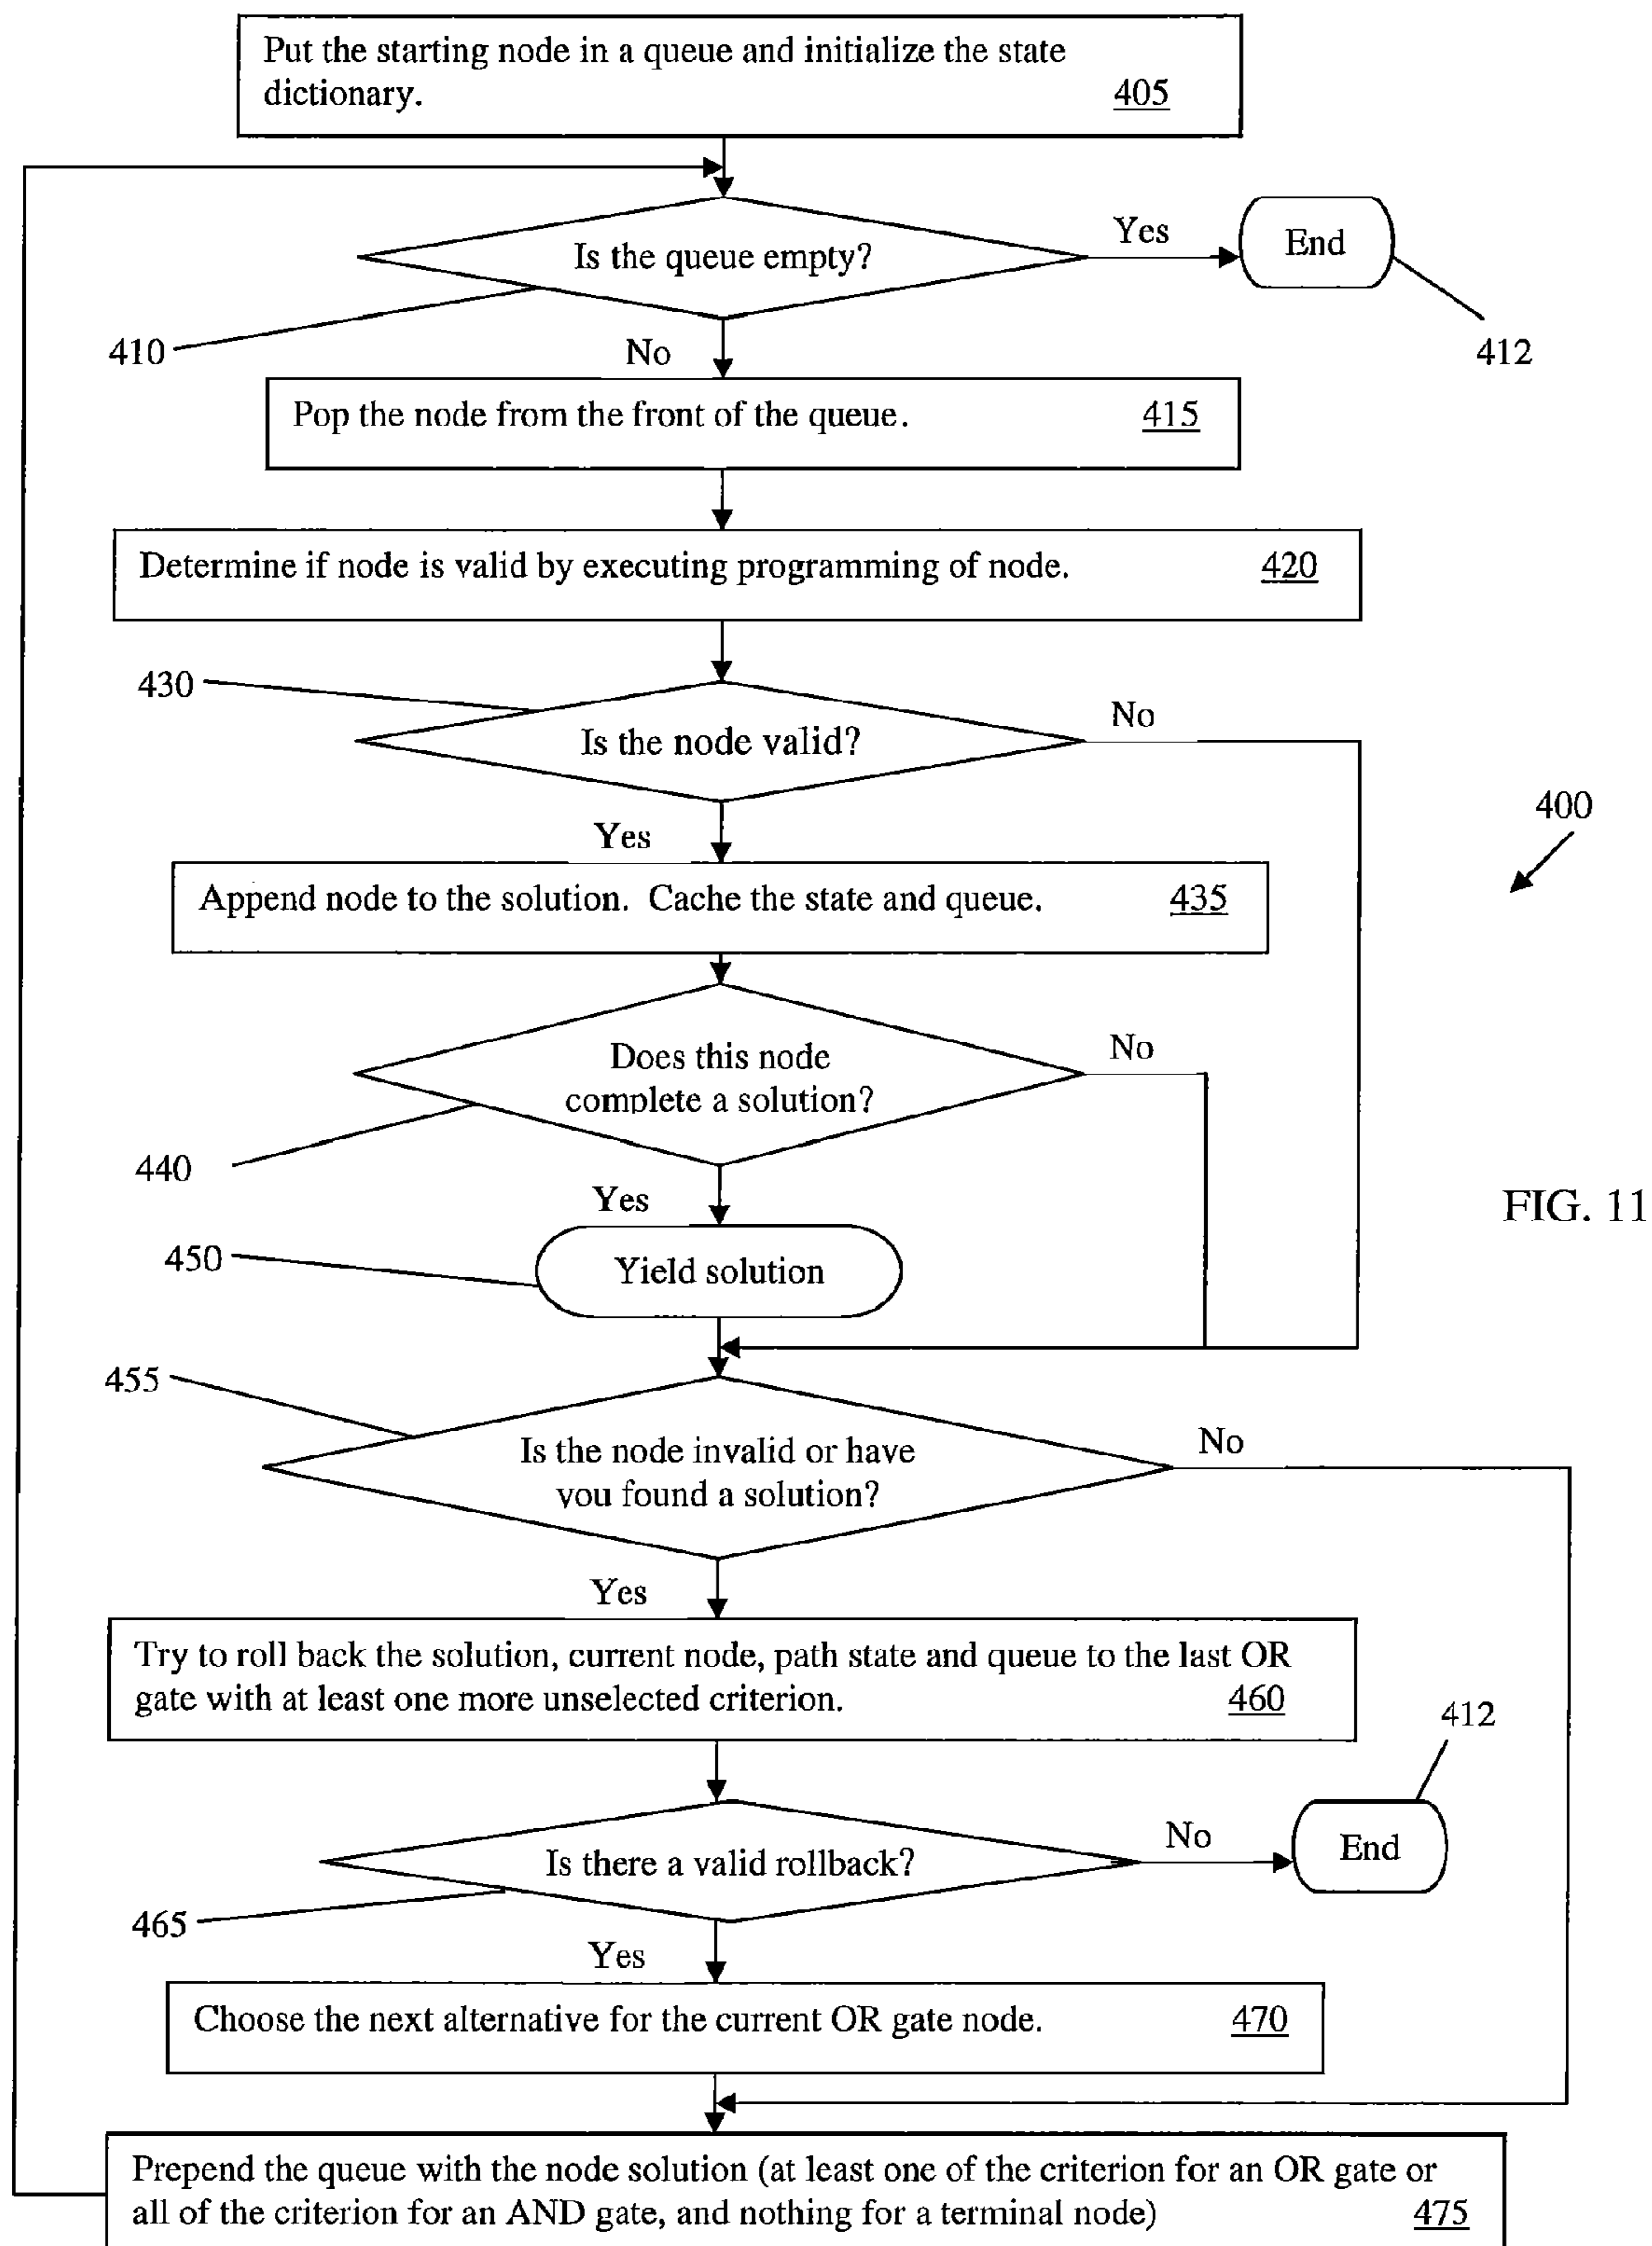 Put the starting node in a queue and initialize the state
dictionary. 405
Is the queue empty?
Yes
End
410
No
412
Pop the node from the front of the queue. 415
Determine if node is valid by executing programming of node. 420
430
Is the node valid?
No
400
Yes
Append node to the solution. Cache the state and queue. 435
Does this node
complete a solution?
No
440
Yes
FIG. 11
450
Yield solution
455
Is the node invalid or have
you found a solution?
No
Yes
Try to roll back the solution, current node, path state and queue to the last OR
gate with at least one more unselected criterion. 460
412
Is there a valid rollback?
No
End
465
Yes
Choose the next alternative for the current OR gate node. 470
Prepend the queue with the node solution (at least one of the criterion for an OR gate or
all of the criterion for an AND gate, and nothing for a terminal node) 475